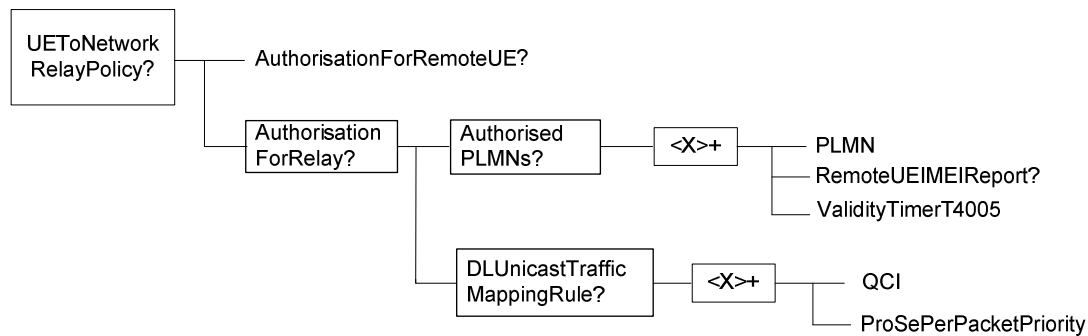 UEToNetwork
RelayPolicy?
AuthorisationForRemoteUE?
Authorisation
ForRelay?
Authorised
PLMNs?
<X>+
PLMN
RemoteUEIMEIReport?
ValidityTimerT4005
DLUnicastTraffic
MappingRule?
<X>+
QCI
ProSePerPacketPriority